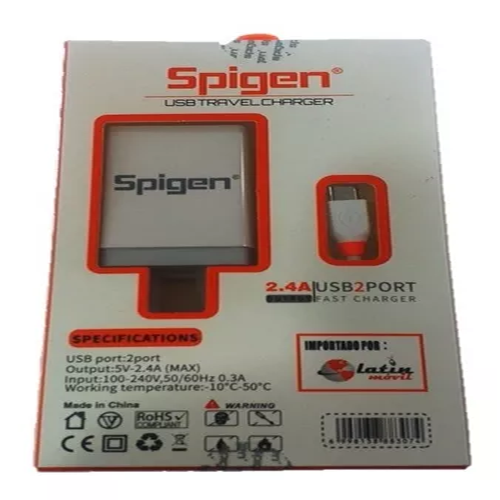 Spigen®
USB TRAVEL CHARGER
Spigen®
2.4A USB2PORT
OUTPUT FAST CHARGER
SPECIFICATIONS
USB port:2port
Output:5V-2.4A (MAX)
Input:100-240V,50/60Hz 0.3A
Working temperature:-10°C-50°C
IMPORTADO POR :
latin
móvil
Made in China
WARNING
RoHS
COMPLIANT
CE